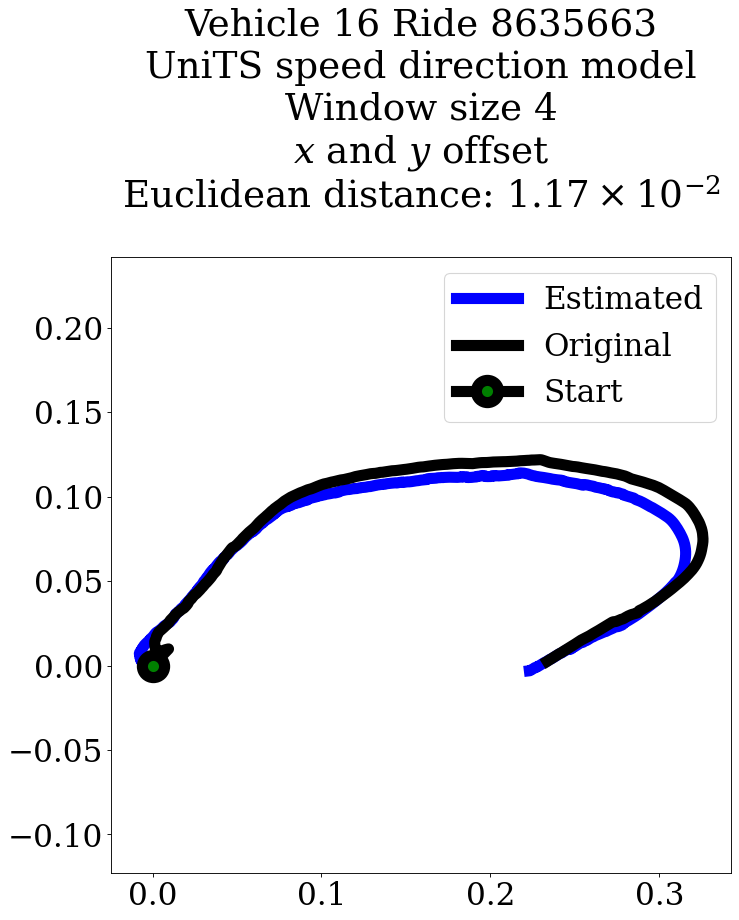 Vehicle 16 Ride 8635663
UniTS speed direction model
Window size 4
x and y offset
Euclidean distance: 1.17 × 10⁻²
Estimated
Original
Start
0.20
0.15
0.10
0.05
0.00
−0.05
−0.10
0.0 0.1 0.2 0.3